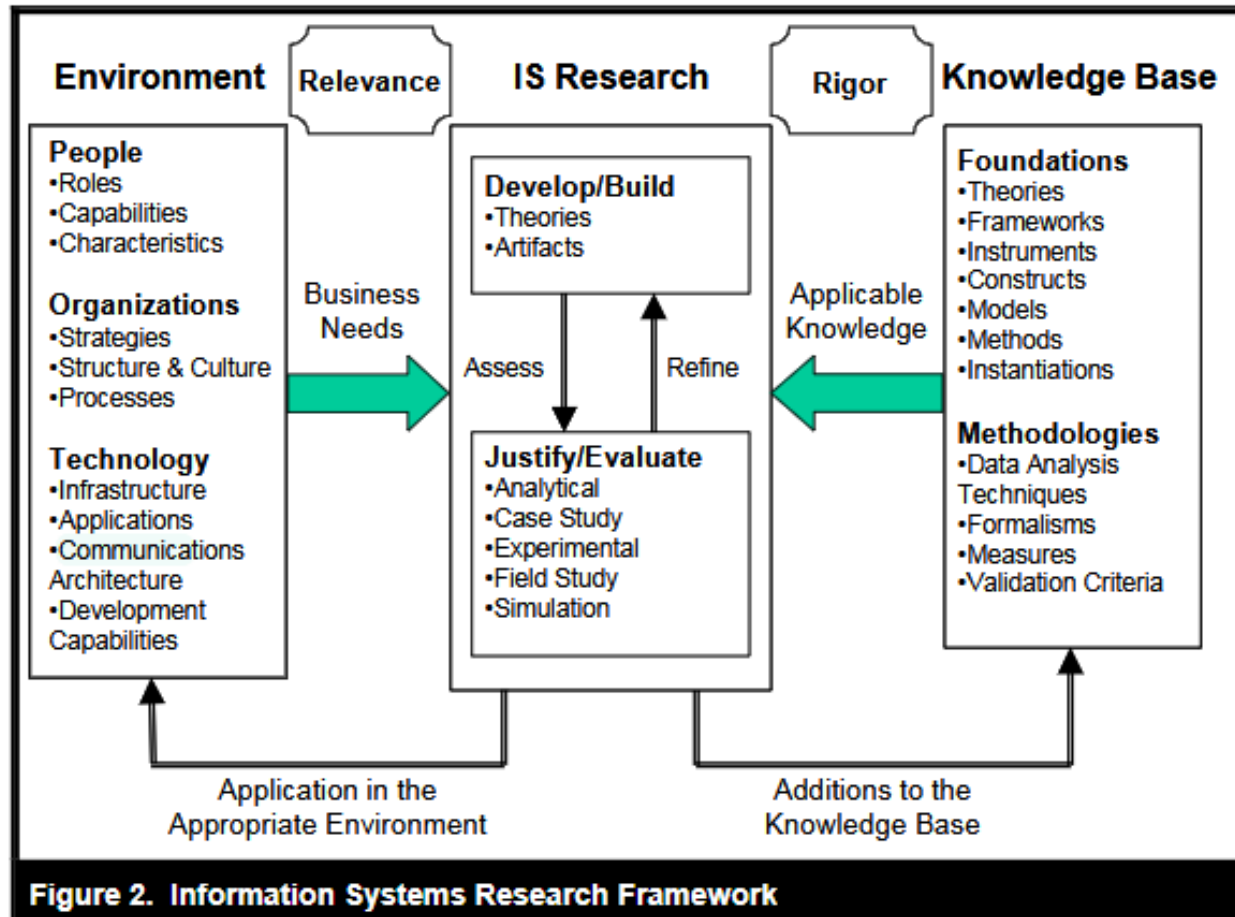 Environment
Relevance
IS Research
Rigor
Knowledge Base
People
•Roles
•Capabilities
•Characteristics
Organizations
•Strategies
•Structure & Culture
•Processes
Technology
•Infrastructure
•Applications
•Communications
Architecture
•Development
Capabilities
Business
Needs
Develop/Build
•Theories
•Artifacts
Assess
Refine
Justify/Evaluate
•Analytical
•Case Study
•Experimental
•Field Study
•Simulation
Applicable
Knowledge
Foundations
•Theories
•Frameworks
•Instruments
•Constructs
•Models
•Methods
•Instantiations
Methodologies
•Data Analysis
Techniques
•Formalisms
•Measures
•Validation Criteria
Application in the
Appropriate Environment
Additions to the
Knowledge Base
Figure 2. Information Systems Research Framework